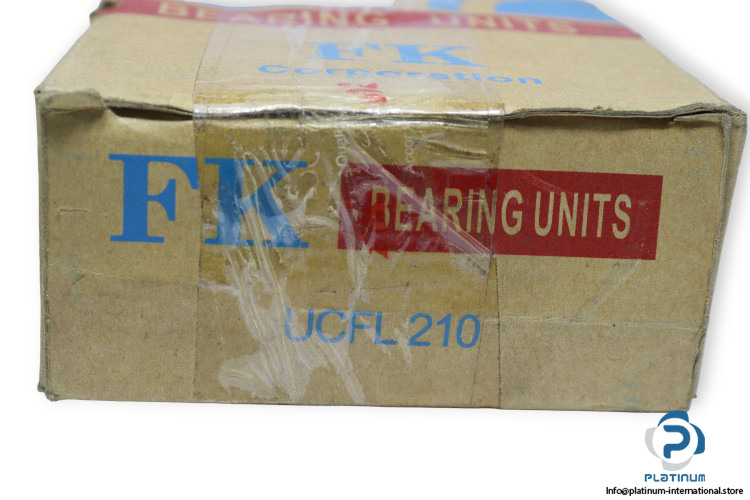 BEARING UNITS
FK
Corporation
FK BEARING UNITS
UCFL 210
PLATINUM
Info@platinum-international.store